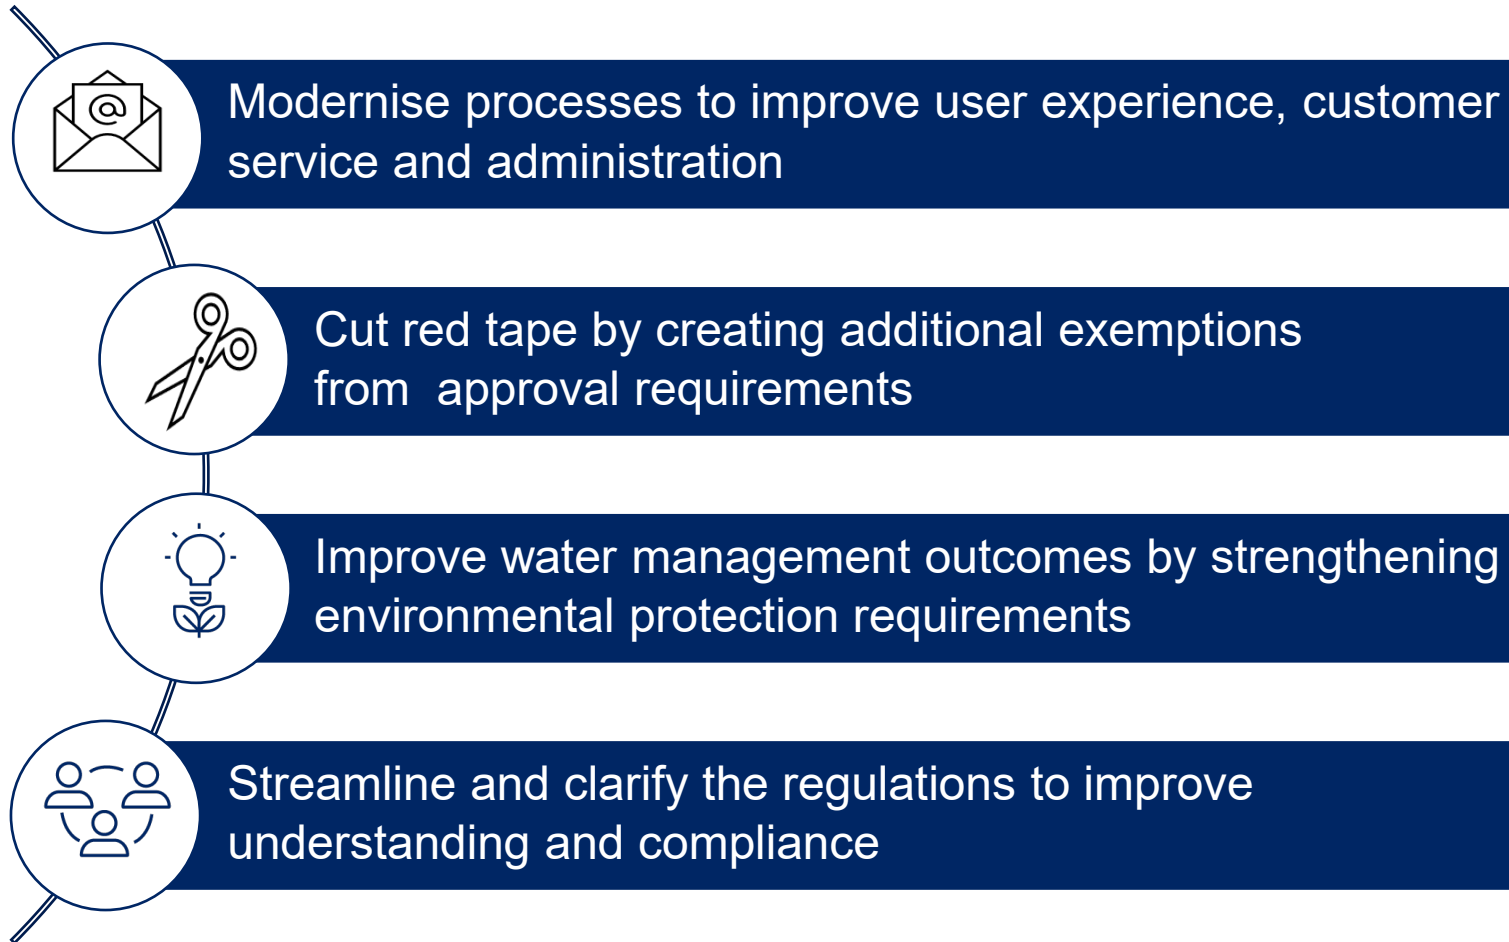 @
Modernise processes to improve user experience, customer
service and administration
Cut red tape by creating additional exemptions
from  approval requirements
Improve water management outcomes by strengthening
environmental protection requirements
Streamline and clarify the regulations to improve
understanding and compliance